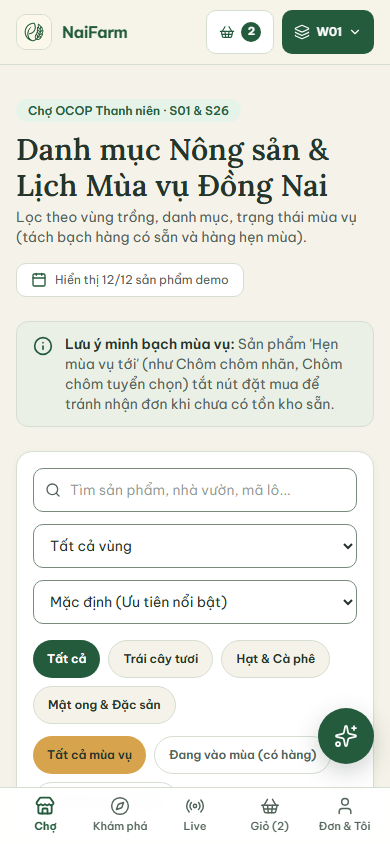 NaiFarm
2
W01
Chợ OCOP Thanh niên · S01 & S26
Danh mục Nông sản &
Lịch Mùa vụ Đồng Nai
Lọc theo vùng trồng, danh mục, trạng thái mùa vụ
(tách bạch hàng có sẵn và hàng hẹn mùa).
Hiển thị 12/12 sản phẩm demo
Lưu ý minh bạch mùa vụ: Sản phẩm 'Hẹn
mùa vụ tới' (như Chôm chôm nhãn, Chôm
chôm tuyển chọn) tắt nút đặt mua để
tránh nhận đơn khi chưa có tồn kho sẵn.
Tìm sản phẩm, nhà vườn, mã lô...
Tất cả vùng
Mặc định (Ưu tiên nổi bật)
Tất cả
Trái cây tươi
Hạt & Cà phê
Mật ong & Đặc sản
Tất cả mùa vụ
Đang vào mùa (có hàng)
Chợ
Khám phá
Live
Giỏ (2)
Đơn & Tôi